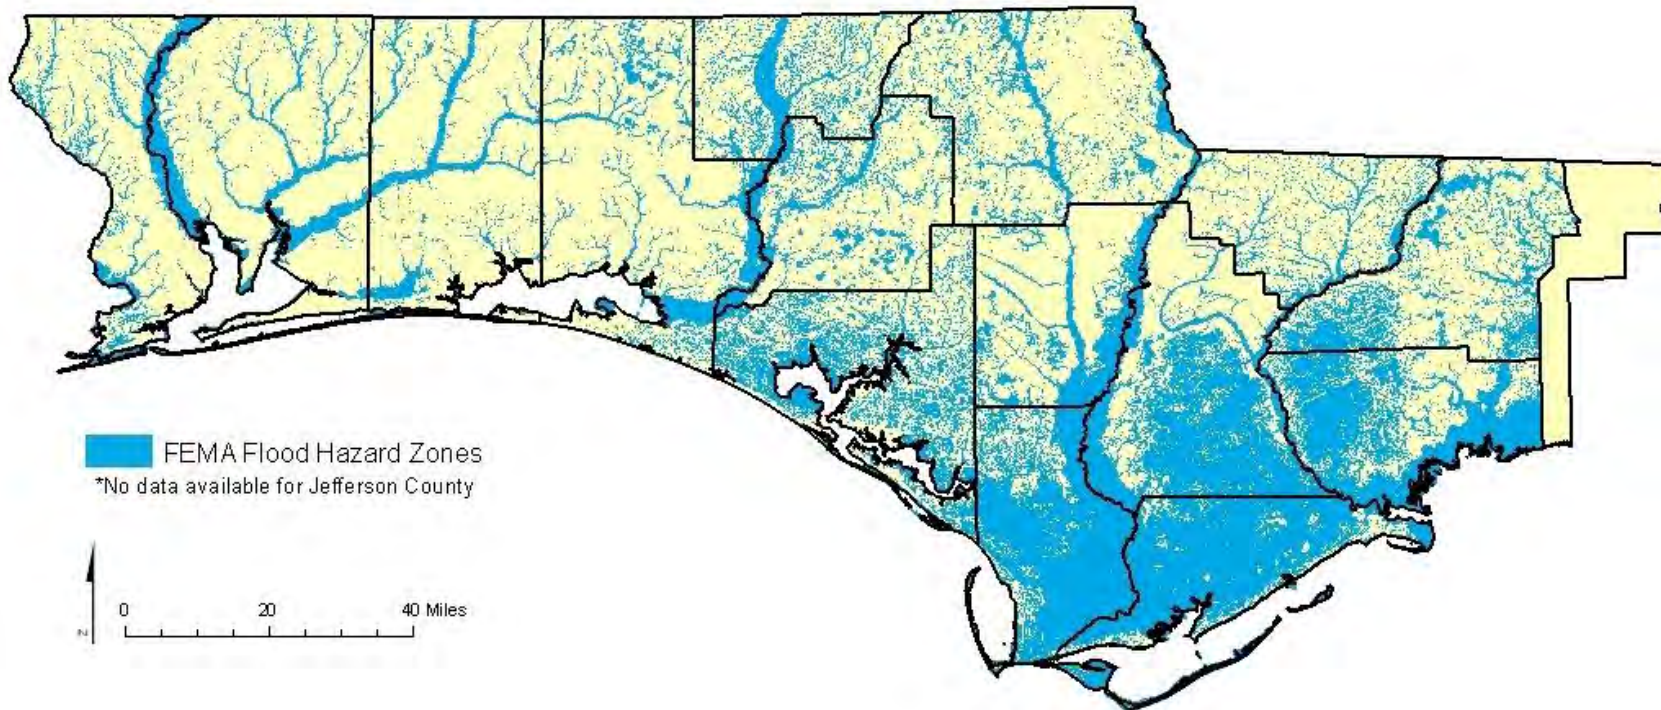 FEMA Flood Hazard Zones
*No data available for Jefferson County
0 20 40 Miles
N